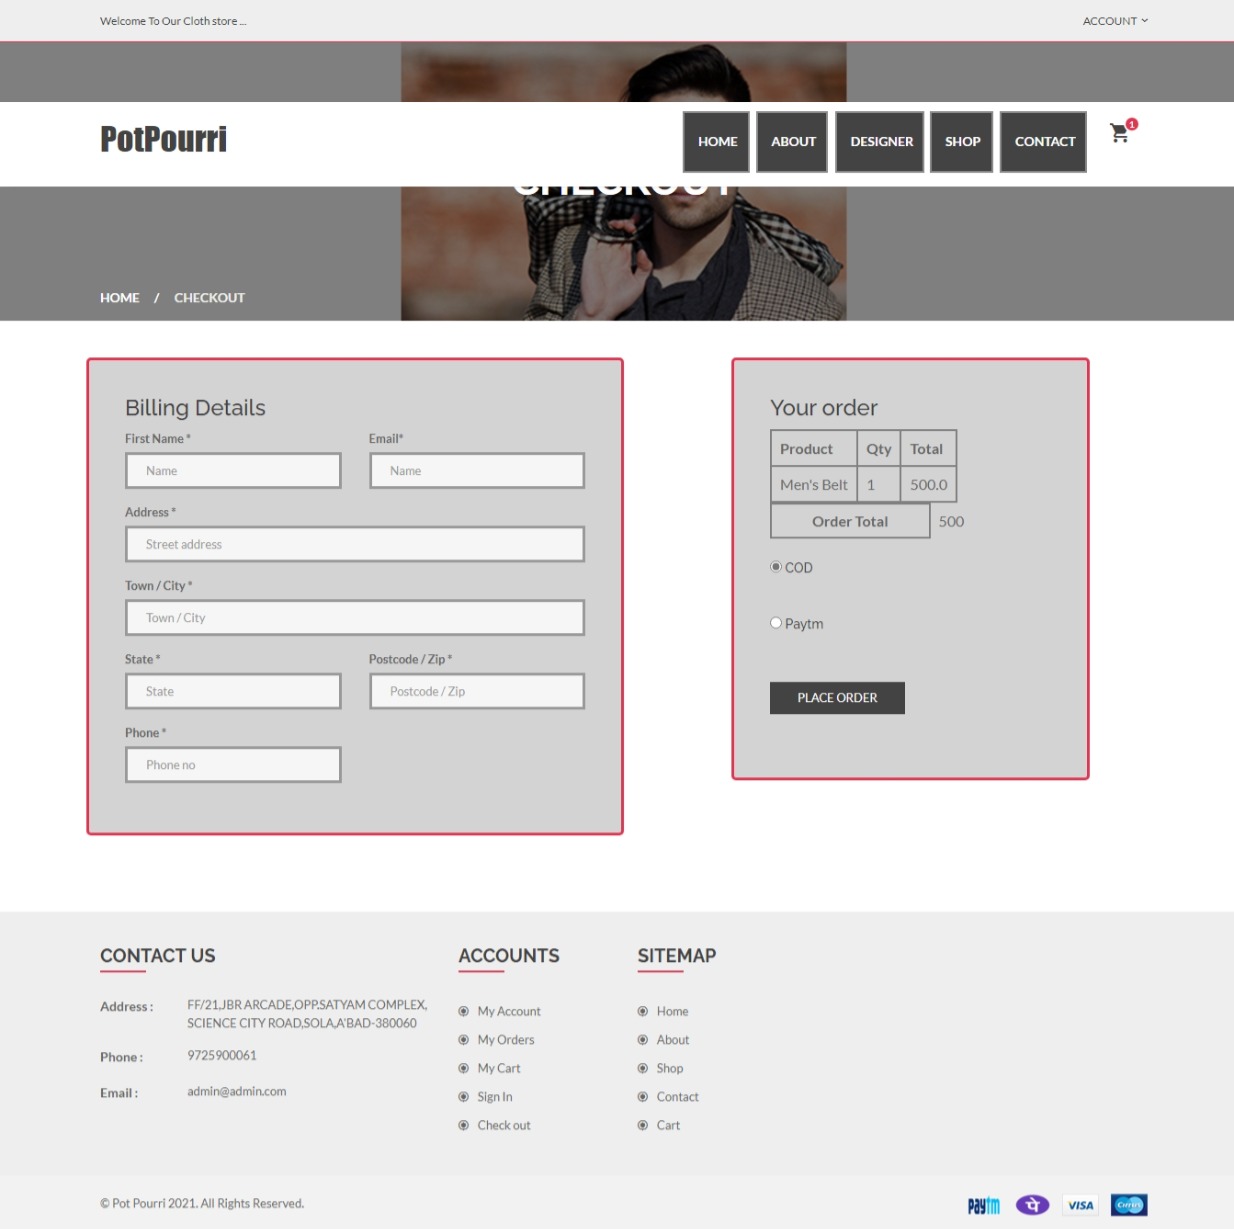 Welcome To Our Cloth store ...
ACCOUNT
PotPourri
HOME
ABOUT
DESIGNER
SHOP
CONTACT
1
CHECKOUT
HOME / CHECKOUT
Billing Details
First Name *
Email*
Name
Name
Address *
Street address
Town / City *
Town / City
State *
Postcode / Zip *
State
Postcode / Zip
Phone *
Phone no
Your order
Product Qty Total
Men's Belt 1 500.0
Order Total 500
COD
Paytm
PLACE ORDER
CONTACT US
Address : FF/21,JBR ARCADE,OPP.SATYAM COMPLEX,
SCIENCE CITY ROAD,SOLA,A'BAD-380060
Phone : 9725900061
Email : admin@admin.com
ACCOUNTS
My Account
My Orders
My Cart
Sign In
Check out
SITEMAP
Home
About
Shop
Contact
Cart
© Pot Pourri 2021. All Rights Reserved.
paytm
पे
VISA
Cirrus